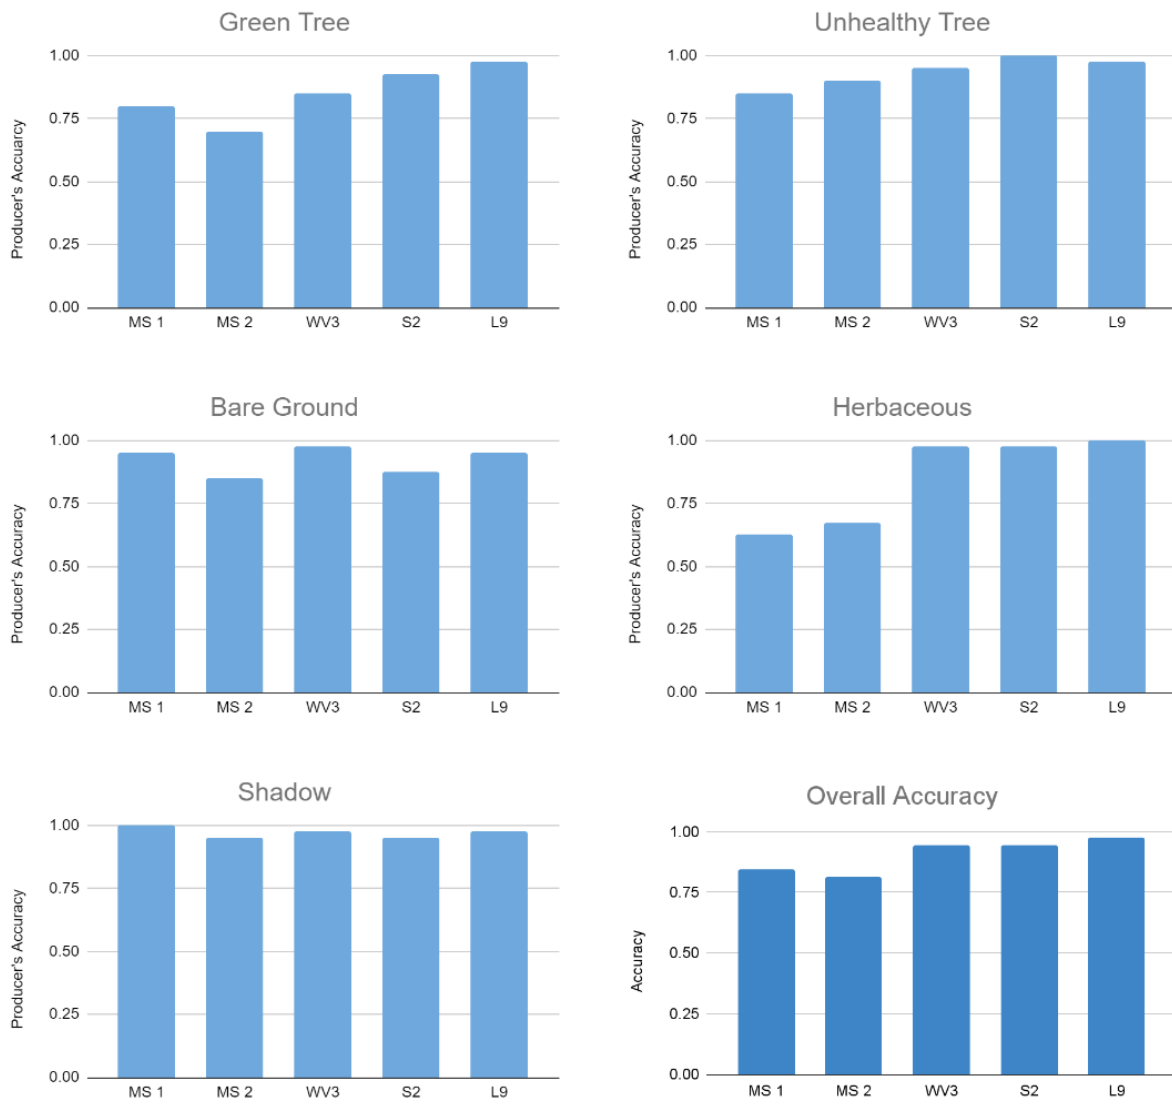 Green Tree
Producer's Accuarcy
1.00
0.75
0.50
0.25
0.00
MS 1 MS 2 WV3 S2 L9
Unhealthy Tree
Producer's Accuracy
1.00
0.75
0.50
0.25
0.00
MS 1 MS 2 WV3 S2 L9
Bare Ground
Producer's Accuracy
1.00
0.75
0.50
0.25
0.00
MS 1 MS 2 WV3 S2 L9
Herbaceous
Producer's Accuracy
1.00
0.75
0.50
0.25
0.00
MS 1 MS 2 WV3 S2 L9
Shadow
Producer's Accuracy
1.00
0.75
0.50
0.25
0.00
MS 1 MS 2 WV3 S2 L9
Overall Accuracy
Accuracy
1.00
0.75
0.50
0.25
0.00
MS 1 MS 2 WV3 S2 L9